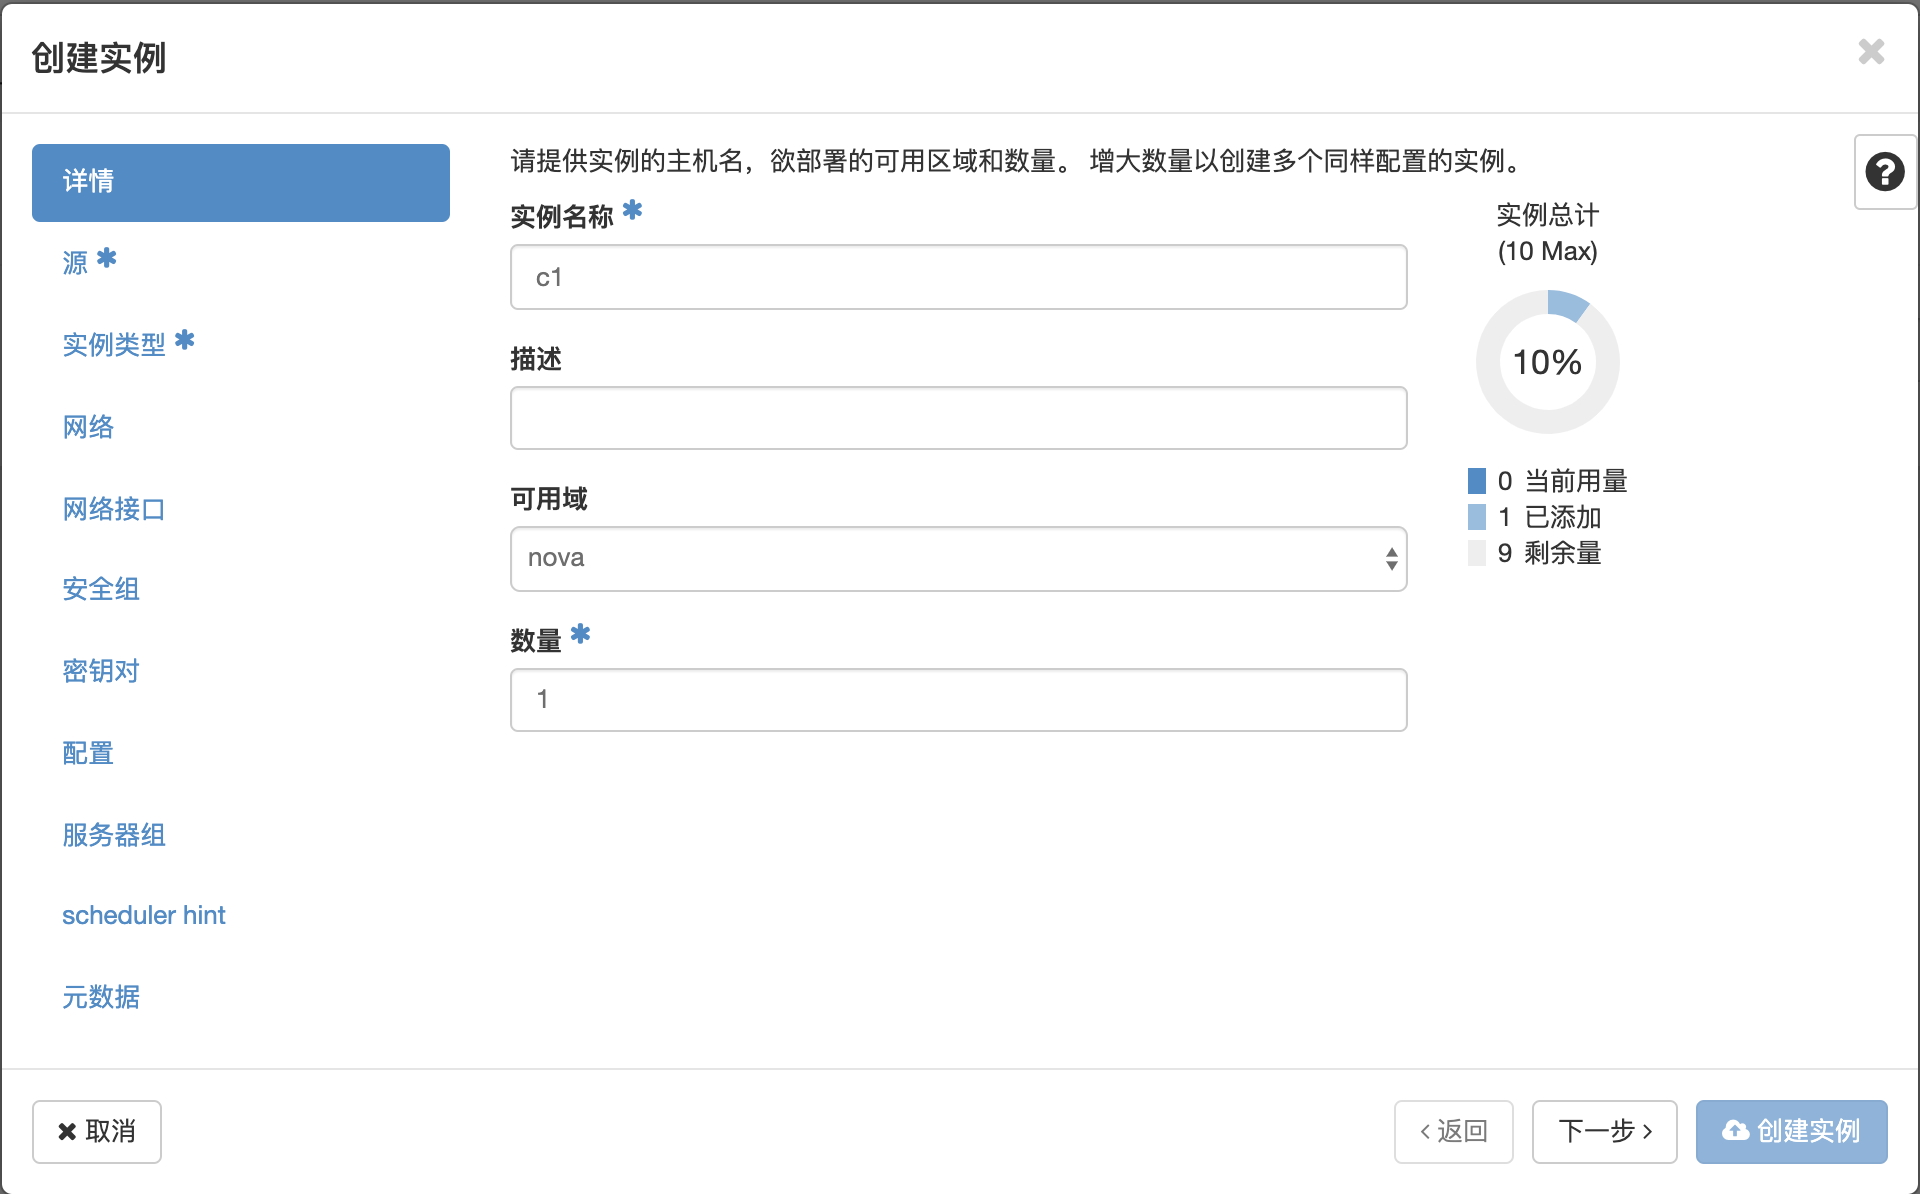 创建实例
详情
源 *
实例类型 *
网络
网络接口
安全组
密钥对
配置
服务器组
scheduler hint
元数据
请提供实例的主机名，欲部署的可用区域和数量。 增大数量以创建多个同样配置的实例。
实例名称 *
c1
描述
可用域
nova
数量 *
1
实例总计
(10 Max)
10%
0 当前用量
1 已添加
9 剩余量
取消
返回
下一步
创建实例